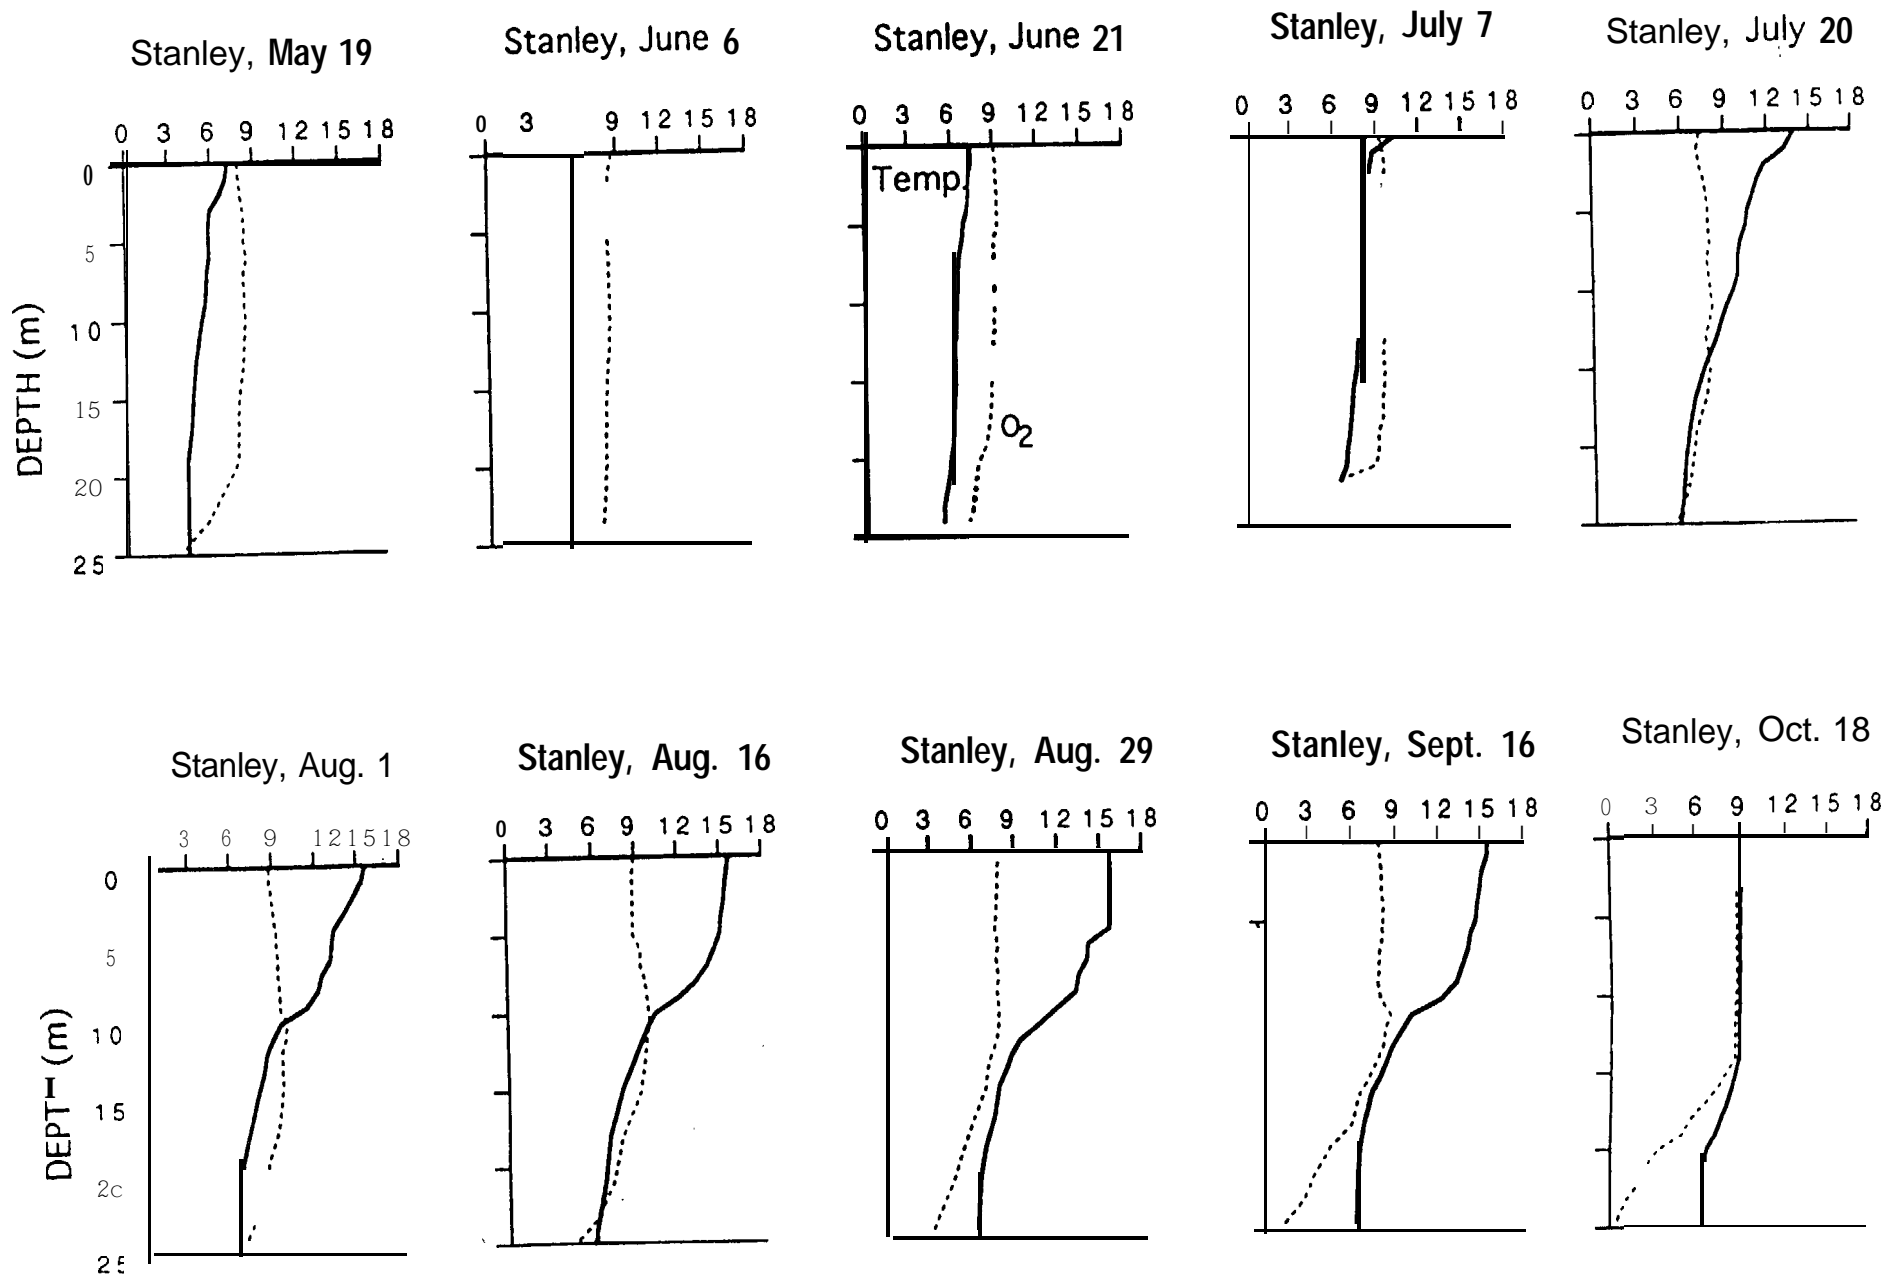 Stanley, May 19
0 3 6 9 12 15 18
0
5
10
15
20
25
DEPTH (m)
Stanley, June 6
0 3 9 12 15 18
Stanley, June 21
0 3 6 9 12 15 18
Temp.
O2
Stanley, July 7
0 3 6 9 12 15 18
Stanley, July 20
0 3 6 9 12 15 18
Stanley, Aug. 1
3 6 9 12 15 18
0
5
10
15
2c
25
DEPTI (m)
Stanley, Aug. 16
0 3 6 9 12 15 18
Stanley, Aug. 29
0 3 6 9 12 15 18
Stanley, Sept. 16
0 3 6 9 12 15 18
Stanley, Oct. 18
0 3 6 9 12 15 18